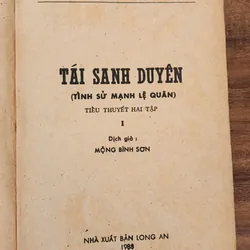 TÁI SANH DUYÊN
(TÌNH SỬ MẠNH LỆ QUÂN)
TIỂU THUYẾT HAI TẬP
I
Dịch giả :
MỘNG BÌNH SƠN
NHÀ XUẤT BẢN LONG AN
1988